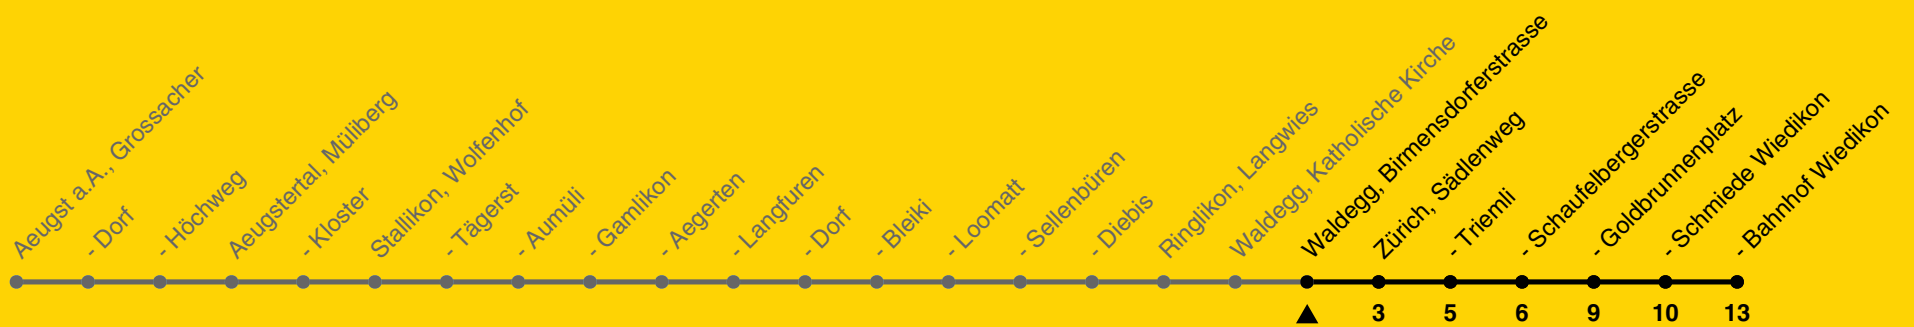 Aeugst a.A., Grossacher
- Dorf
- Höchweg
Aeugstertal, Müliberg
- Kloster
Stallikon, Wolfenhof
- Tägerst
- Aumüli
- Gamlikon
- Aegerten
- Langfuren
- Dorf
- Bleiki
- Loomatt
- Sellenbüren
- Diebis
Ringlikon, Langwies
Waldegg, Katholische Kirche
Waldegg, Birmensdorferstrasse
Zürich, Sädlenweg
- Triemli
- Schaufelbergerstrasse
- Goldbrunnenplatz
- Schmiede Wiedikon
- Bahnhof Wiedikon
3 5 6 9 10 13